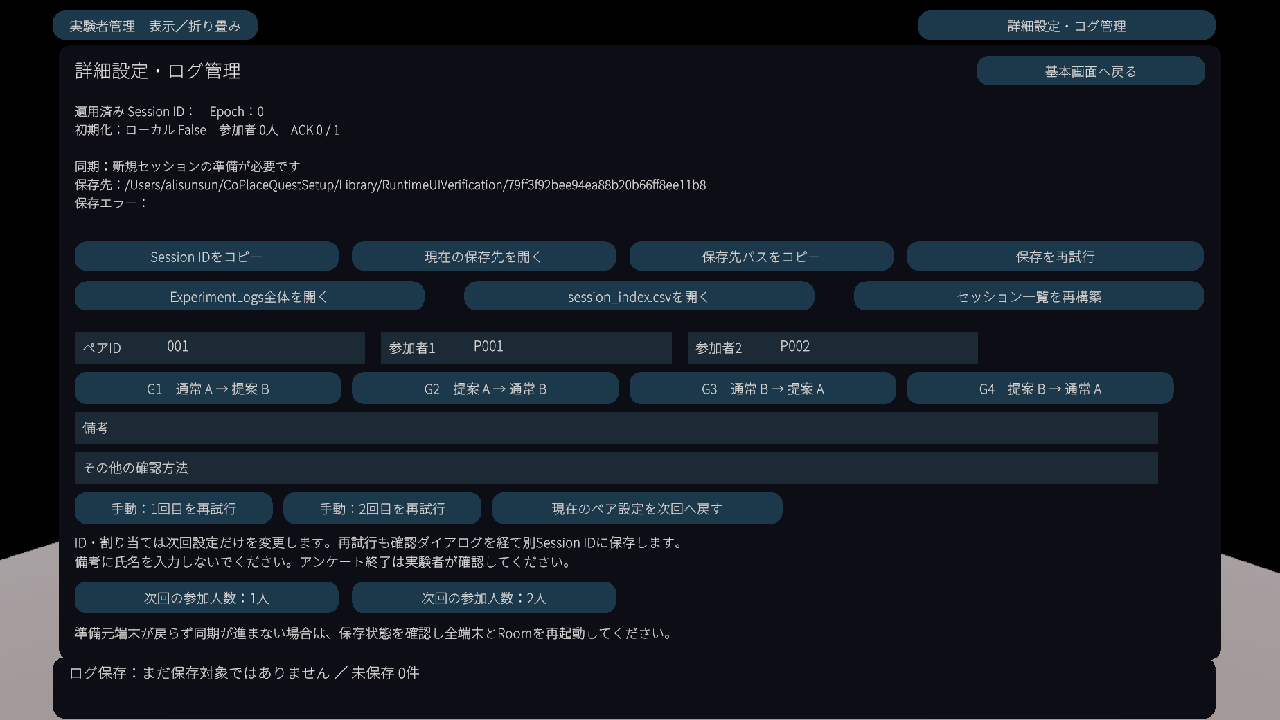 実験者管理　表示／折り畳み
詳細設定・ログ管理
詳細設定・ログ管理
基本画面へ戻る
適用済み Session ID：　Epoch：0
初期化：ローカル False　参加者 0人　ACK 0 / 1
同期：新規セッションの準備が必要です
保存先：/Users/alisunsun/CoPlaceQuestSetup/Library/RuntimeUIVerification/79ff3f92bee94ea88b20b66ff8ee11b8
保存エラー：
Session IDをコピー
現在の保存先を開く
保存先パスをコピー
保存を再試行
ExperimentLogs全体を開く
session_index.csvを開く
セッション一覧を再構築
ペアID　001
参加者1　P001
参加者2　P002
G1　通常 A → 提案 B
G2　提案 A → 通常 B
G3　通常 B → 提案 A
G4　提案 B → 通常 A
備考
その他の確認方法
手動：1回目を再試行
手動：2回目を再試行
現在のペア設定を次回へ戻す
ID・割り当ては次回設定だけを変更します。再試行も確認ダイアログを経て別Session IDに保存します。
備考に氏名を入力しないでください。アンケート終了は実験者が確認してください。
次回の参加人数：1人
次回の参加人数：2人
準備元端末が戻らず同期が進まない場合は、保存状態を確認し全端末とRoomを再起動してください。
ログ保存：まだ保存対象ではありません ／ 未保存 0件